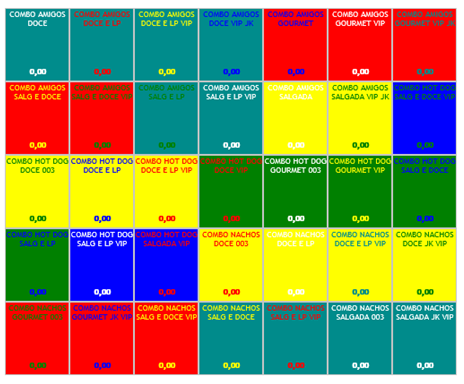 COMBO AMIGOS DOCE
0,00
COMBO AMIGOS DOCE E LP
0,00
COMBO AMIGOS DOCE E LP VIP
0,00
COMBO AMIGOS DOCE VIP JK
0,00
COMBO AMIGOS GOURMET
0,00
COMBO AMIGOS GOURMET VIP
0,00
COMBO AMIGOS GOURMET VIP JK
0,00
COMBO AMIGOS SALG E DOCE
0,00
COMBO AMIGOS SALG E DOCE VIP
0,00
COMBO AMIGOS SALG E LP
0,00
COMBO AMIGOS SALG E LP VIP
0,00
COMBO AMIGOS SALGADA
0,00
COMBO AMIGOS SALGADA VIP JK
0,00
COMBO HOT DOG SALG E DOCE VIP
0,00
COMBO HOT DOG DOCE 003
0,00
COMBO HOT DOG DOCE E LP
0,00
COMBO HOT DOG DOCE E LP VIP
0,00
COMBO HOT DOG DOCE VIP
0,00
COMBO HOT DOG GOURMET 003
0,00
COMBO HOT DOG GOURMET VIP
0,00
COMBO HOT DOG SALG E DOCE
0,00
COMBO HOT DOG SALG E LP
0,00
COMBO HOT DOG SALG E LP VIP
0,00
COMBO HOT DOG SALGADA VIP
0,00
COMBO NACHOS DOCE 003
0,00
COMBO NACHOS DOCE E LP
0,00
COMBO NACHOS DOCE E LP VIP
0,00
COMBO NACHOS DOCE JK VIP
0,00
COMBO NACHOS GOURMET 003
0,00
COMBO NACHOS GOURMET JK VIP
0,00
COMBO NACHOS SALG E DOCE VIP
0,00
COMBO NACHOS SALG E DOCE
0,00
COMBO NACHOS SALG E LP VIP
0,00
COMBO NACHOS SALGADA 003
0,00
COMBO NACHOS SALGADA JK VIP
0,00